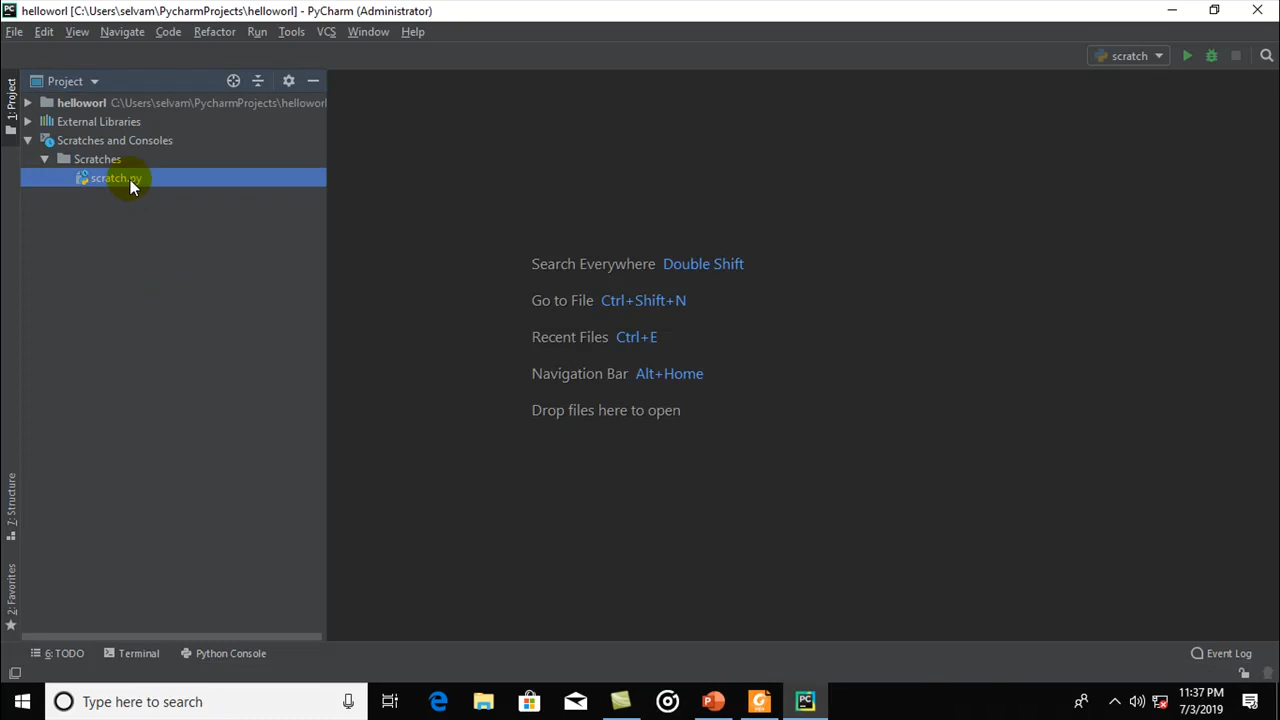 helloworl [C:\Users\selvam\PycharmProjects\helloworl] - PyCharm (Administrator)
File Edit View Navigate Code Refactor Run Tools VCS Window Help
scratch
1: Project
Project
helloworl C:\Users\selvam\PycharmProjects\helloworl
External Libraries
Scratches and Consoles
Scratches
scratch.py
Search Everywhere Double Shift
Go to File Ctrl+Shift+N
Recent Files Ctrl+E
Navigation Bar Alt+Home
Drop files here to open
7: Structure
2: Favorites
6: TODO Terminal Python Console Event Log
Type here to search
11:37 PM
7/3/2019